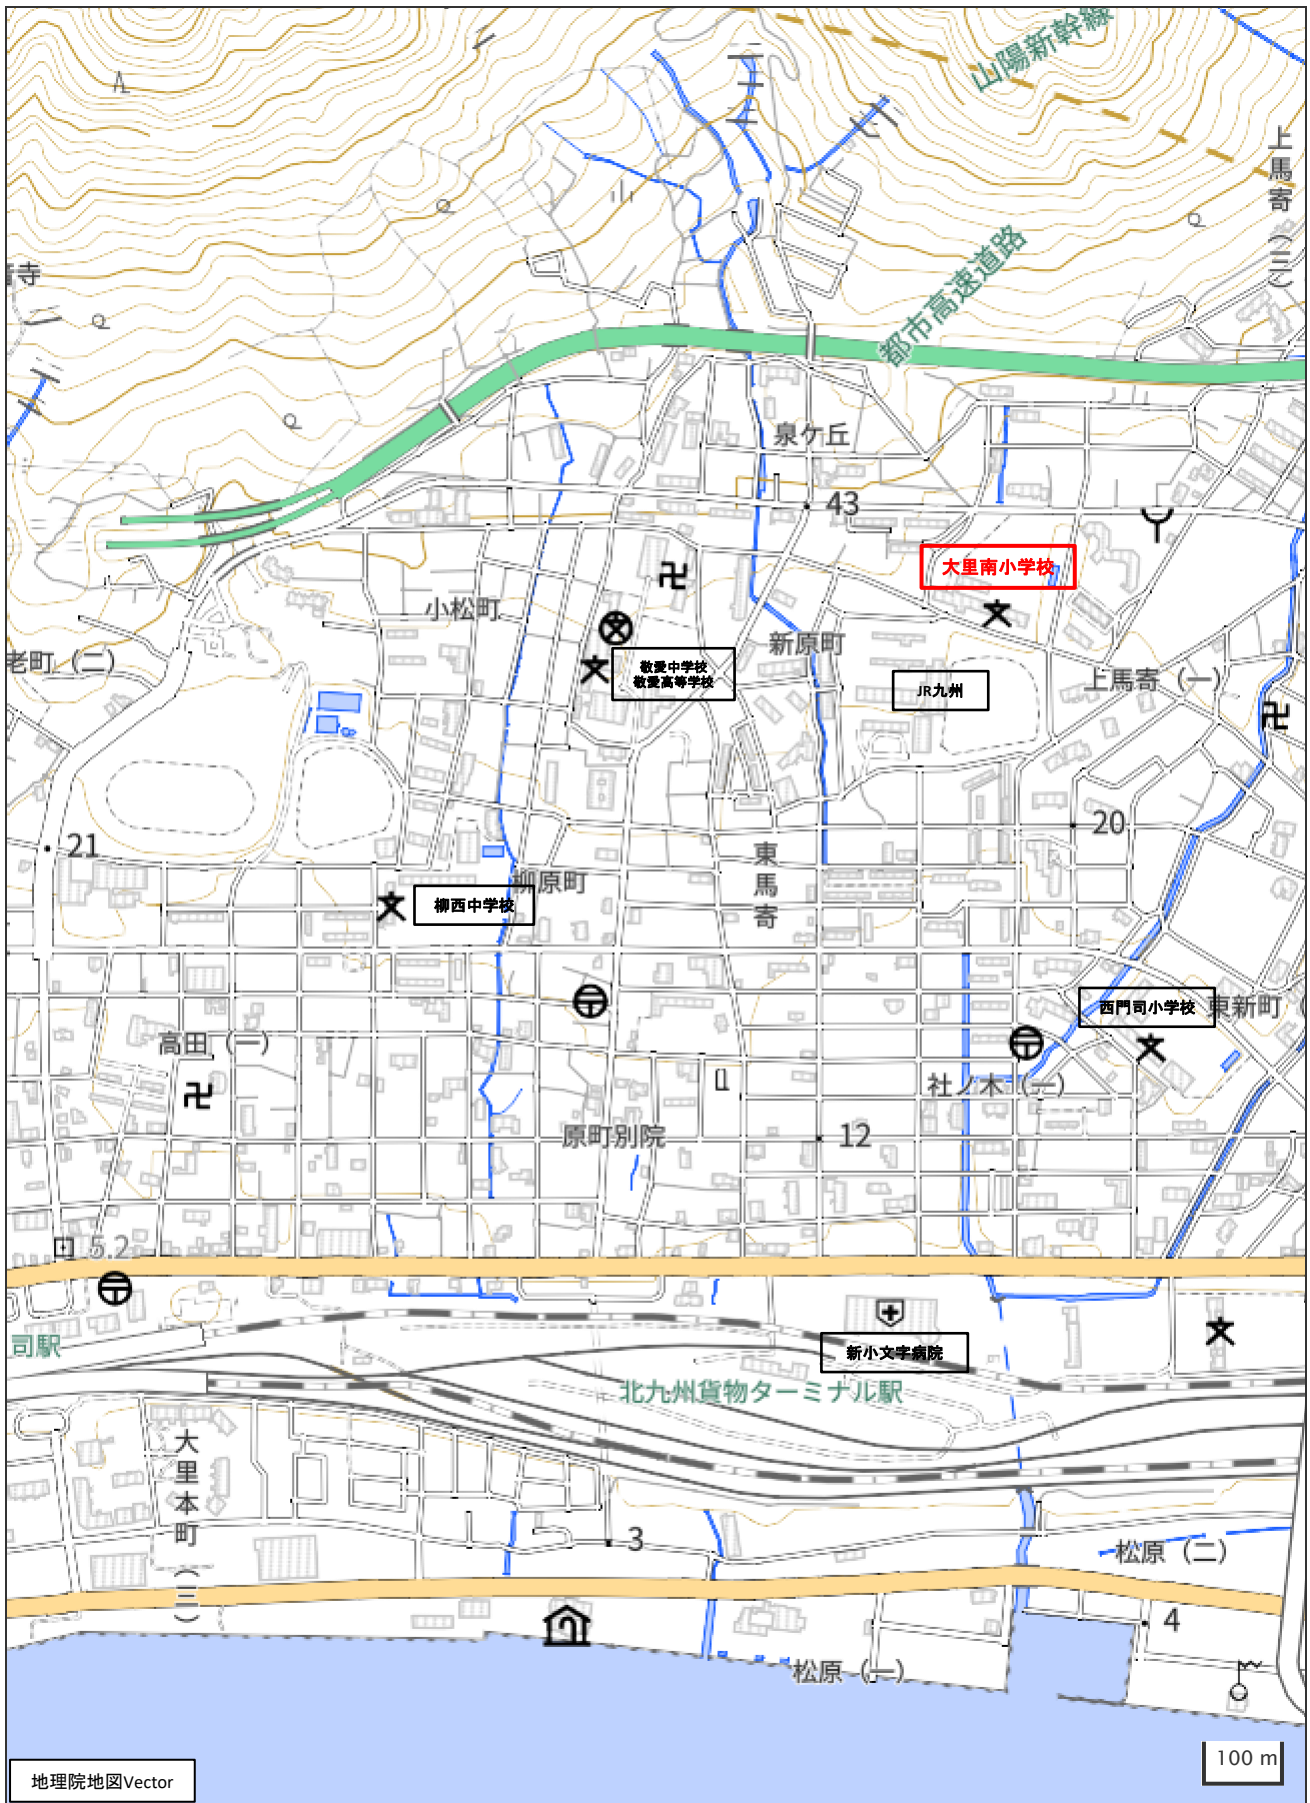 山陽新幹線
上馬寄（三）
音寺
都市高速道路
泉ケ丘
43
大里南小学校
小松町
新原町
老町（二）
敬愛中学校
敬愛高等学校
JR九州
上馬寄（一）
20
21
東馬寄
柳原町
柳西中学校
西門司小学校
東新町
高田（一）
社ノ木（一）
原町別院
12
5.2
司駅
新小文字病院
北九州貨物ターミナル駅
大里本町（三）
3
松原（二）
4
松原（一）
100 m
地理院地図Vector